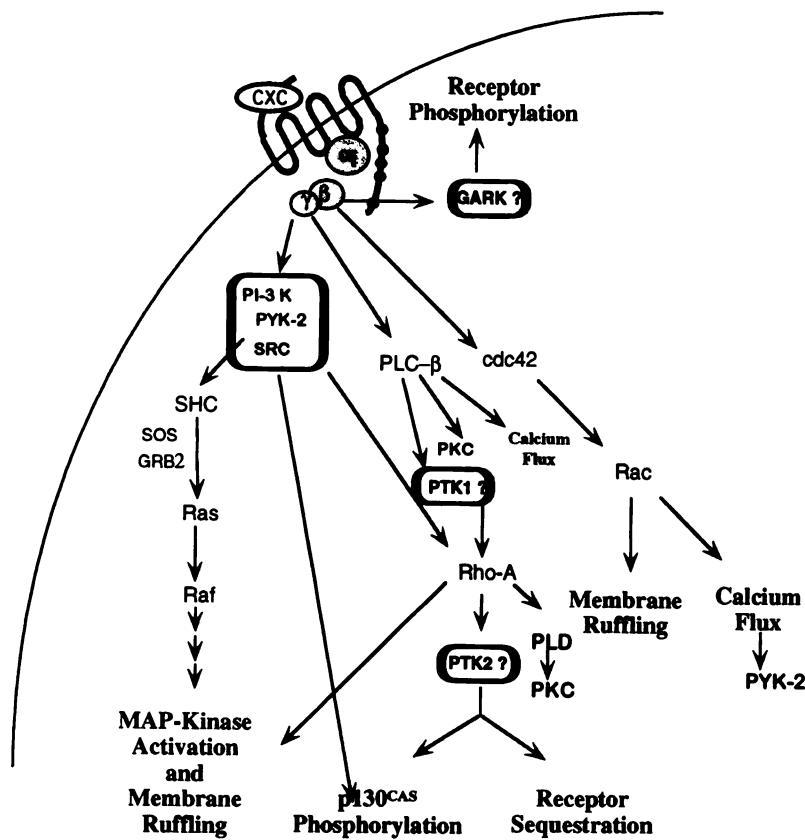 CXC
Receptor
Phosphorylation
αi
GARK ?
γ β
PI-3 K
PYK-2
SRC
PLC–β
cdc42
SHC
SOS
GRB2
PKC
Calcium
Flux
Rac
PTK1 ?
Ras
Rho-A
Raf
Membrane
Ruffling
Calcium
Flux
PLD
PTK2 ?
PKC
PYK-2
MAP-Kinase
Activation
and
Membrane
Ruffling
p130CAS
Phosphorylation
Receptor
Sequestration